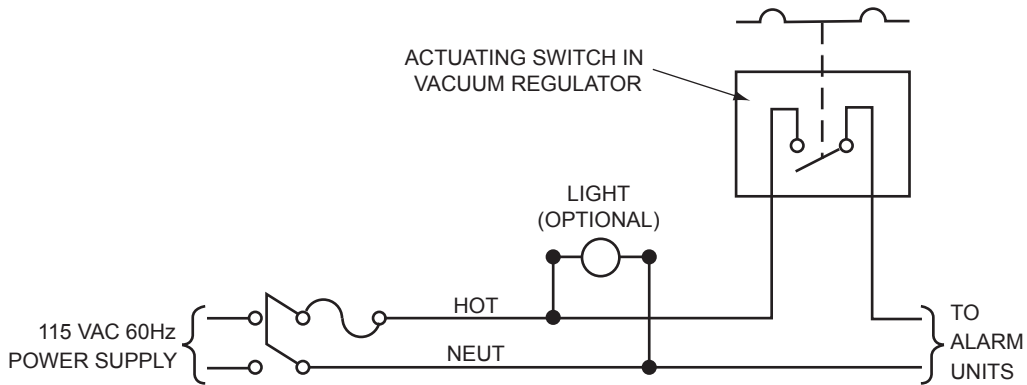 ACTUATING SWITCH IN
VACUUM REGULATOR
LIGHT
(OPTIONAL)
HOT
115 VAC 60Hz
POWER SUPPLY
NEUT
TO
ALARM
UNITS